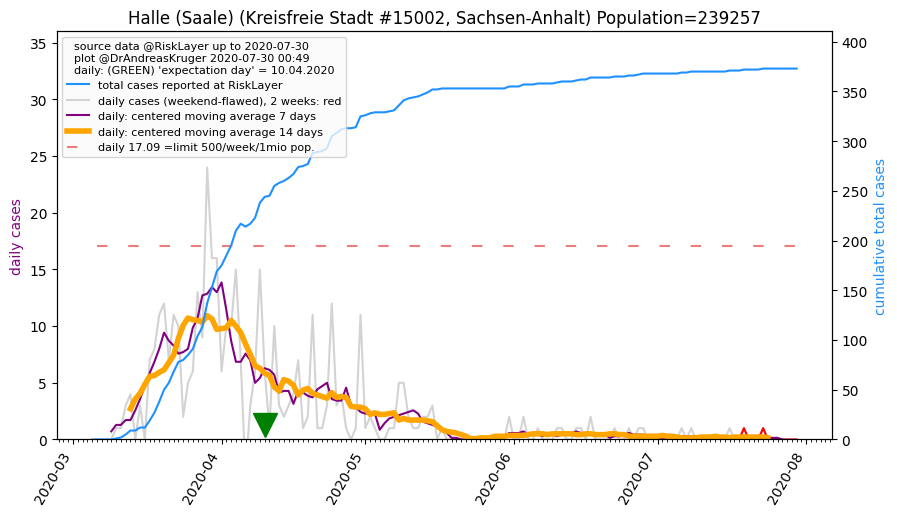 Halle (Saale) (Kreisfreie Stadt #15002, Sachsen-Anhalt) Population=239257
source data @RiskLayer up to 2020-07-30
plot @DrAndreasKruger 2020-07-30 00:49
daily: (GREEN) 'expectation day' = 10.04.2020
total cases reported at RiskLayer
daily cases (weekend-flawed), 2 weeks: red
daily: centered moving average 7 days
daily: centered moving average 14 days
daily 17.09 =limit 500/week/1mio pop.
daily cases
35
30
25
20
15
10
5
0
cumulative total cases
400
350
300
250
200
150
100
50
0
2020-03
2020-04
2020-05
2020-06
2020-07
2020-08